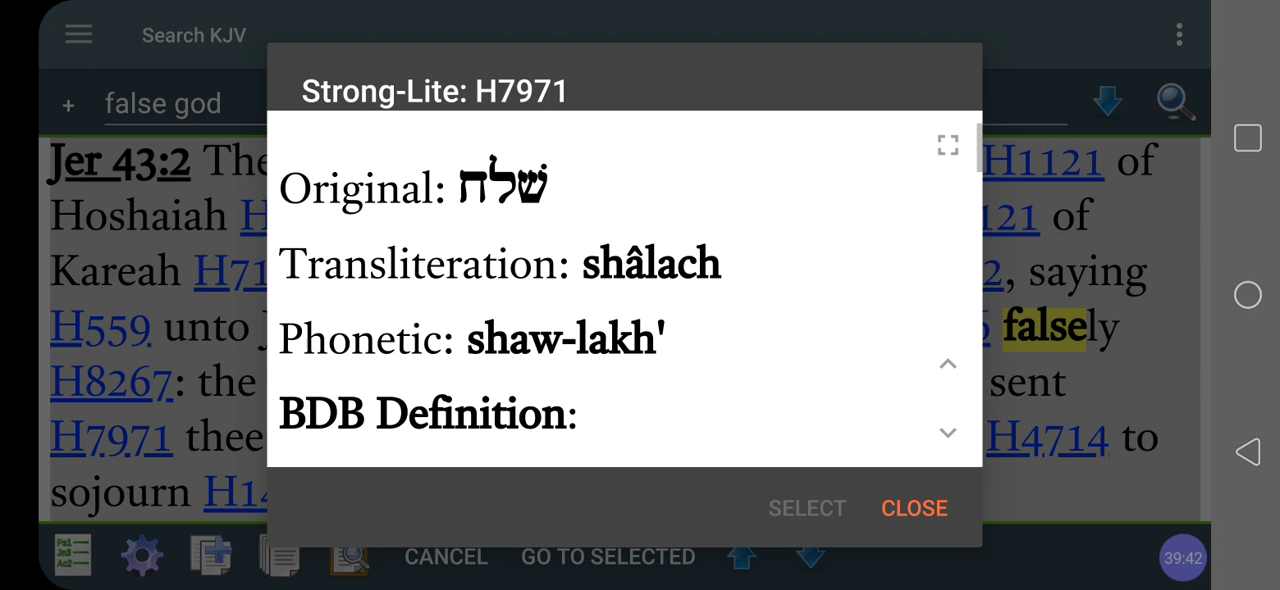 Search KJV
+ false god
Strong-Lite: H7971
Original: שׁלח
Transliteration: shâlach
Phonetic: shaw-lakh'
BDB Definition:
SELECT CLOSE
Jer 43:2 The H1121 of
Hoshaiah 121 of
Kareah saying
H559 unto falsely
H8267: the sent
H7971 thee H4714 to
sojourn
CANCEL GO TO SELECTED
39:42